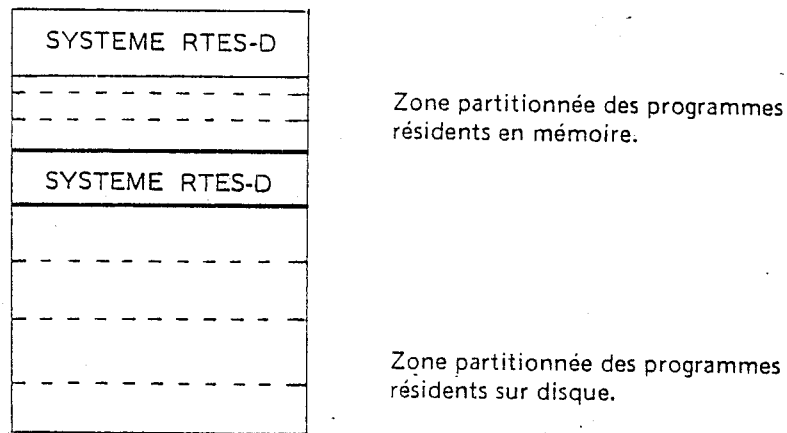 SYSTEME RTES-D
Zone partitionnée des programmes
résidents en mémoire.
SYSTEME RTES-D
Zone partitionnée des programmes
résidents sur disque.